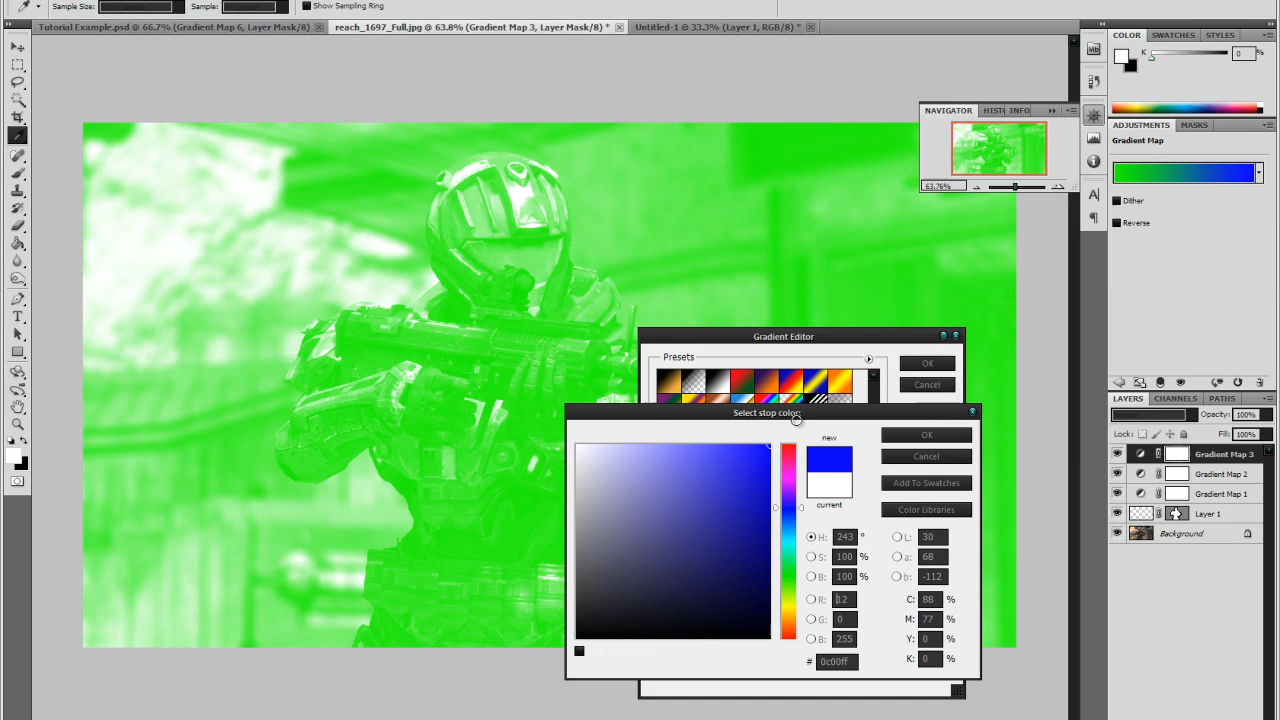 Sample Size:
Sample:
Show Sampling Ring
Tutorial Example.psd @ 66.7% (Gradient Map 6, Layer Mask/8)
reach_1697_Full.jpg @ 63.8% (Gradient Map 3, Layer Mask/8) *
Untitled-1 @ 33.3% (Layer 1, RGB/8) *
COLOR SWATCHES STYLES
K 0 %
NAVIGATOR HIST INFO
63.76%
ADJUSTMENTS MASKS
Gradient Map
Dither
Reverse
Gradient Editor
Presets
OK
Cancel
Select stop color:
new
current
OK
Cancel
Add To Swatches
Color Libraries
H: 243 °
S: 100 %
B: 100 %
R: 12
G: 0
B: 255
# 0c00ff
L: 30
a: 68
b: -112
C: 88 %
M: 77 %
Y: 0 %
K: 0 %
LAYERS CHANNELS PATHS
Opacity: 100%
Lock: Fill: 100%
Gradient Map 3
Gradient Map 2
Gradient Map 1
Layer 1
Background